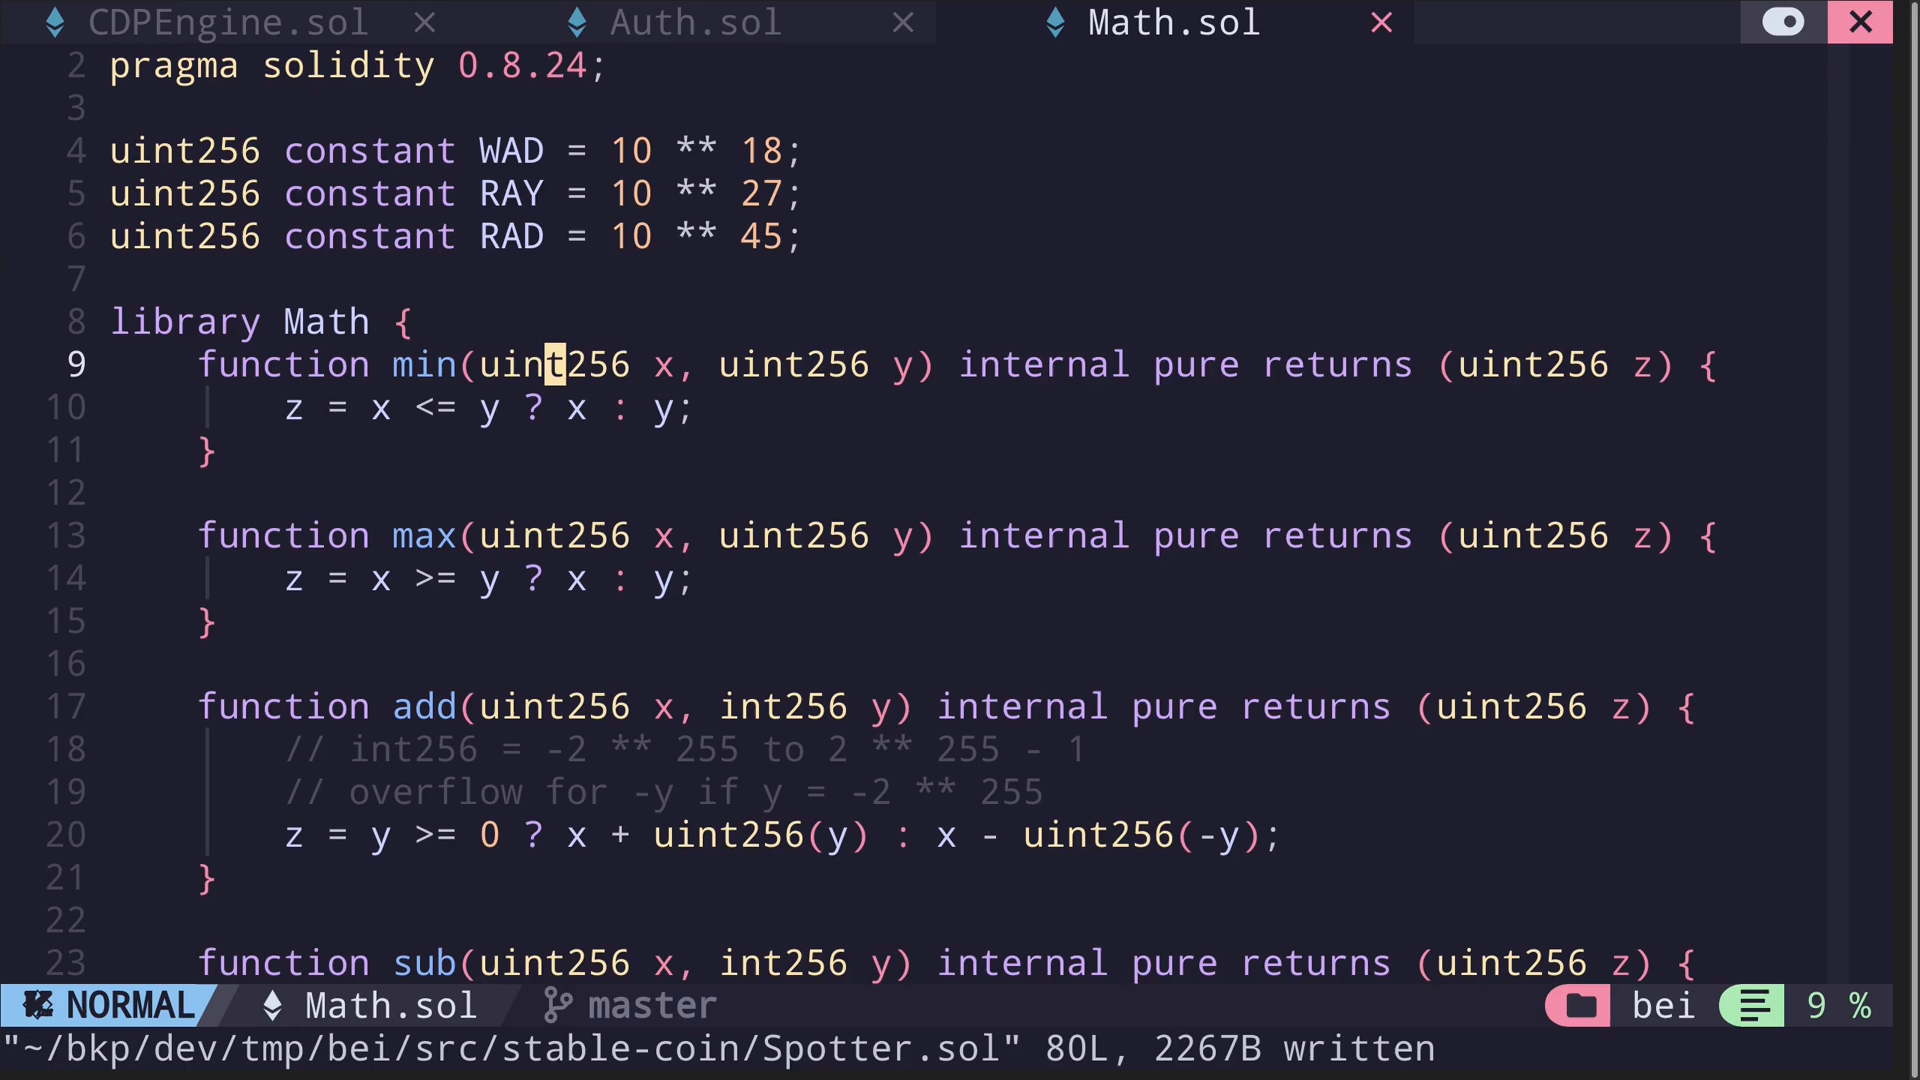 CDPEngine.sol × Auth.sol × Math.sol ×
2 pragma solidity 0.8.24;
3
4 uint256 constant WAD = 10 ** 18;
5 uint256 constant RAY = 10 ** 27;
6 uint256 constant RAD = 10 ** 45;
7
8 library Math {
9 function min(uint256 x, uint256 y) internal pure returns (uint256 z) {
10 z = x <= y ? x : y;
11 }
12
13 function max(uint256 x, uint256 y) internal pure returns (uint256 z) {
14 z = x >= y ? x : y;
15 }
16
17 function add(uint256 x, int256 y) internal pure returns (uint256 z) {
18 // int256 = -2 ** 255 to 2 ** 255 - 1
19 // overflow for -y if y = -2 ** 255
20 z = y >= 0 ? x + uint256(y) : x - uint256(-y);
21 }
22
23 function sub(uint256 x, int256 y) internal pure returns (uint256 z) {
NORMAL Math.sol master bei 9 %
"~/bkp/dev/tmp/bei/src/stable-coin/Spotter.sol" 80L, 2267B written